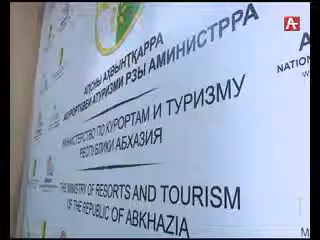 A
АԤСНЫ АҲӘЫНҬҚАРРА
АКУРОРТҚӘЕИ АТУРИЗМИ РЗЫ АМИНИСТРРА
МИНИСТЕРСТВО ПО КУРОРТАМ И ТУРИЗМУ
РЕСПУБЛИКИ АБХАЗИЯ
THE MINISTRY OF RESORTS AND TOURISM
OF THE REPUBLIC OF ABKHAZIA
NATION